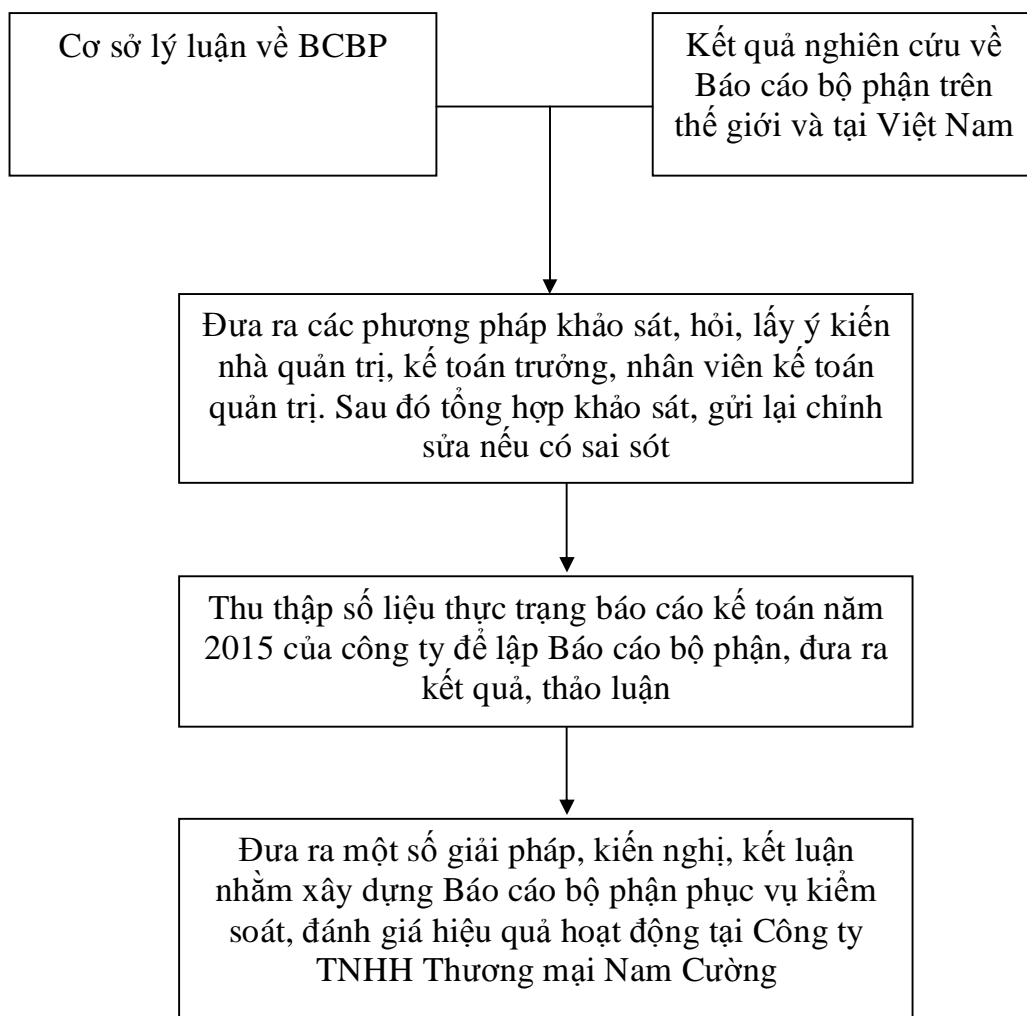 Cơ sở lý luận về BCBP
Kết quả nghiên cứu về
Báo cáo bộ phận trên
thế giới và tại Việt Nam
Đưa ra các phương pháp khảo sát, hỏi, lấy ý kiến
nhà quản trị, kế toán trưởng, nhân viên kế toán
quản trị. Sau đó tổng hợp khảo sát, gửi lại chỉnh
sửa nếu có sai sót
Thu thập số liệu thực trạng báo cáo kế toán năm
2015 của công ty để lập Báo cáo bộ phận, đưa ra
kết quả, thảo luận
Đưa ra một số giải pháp, kiến nghị, kết luận
nhằm xây dựng Báo cáo bộ phận phục vụ kiểm
soát, đánh giá hiệu quả hoạt động tại Công ty
TNHH Thương mại Nam Cường